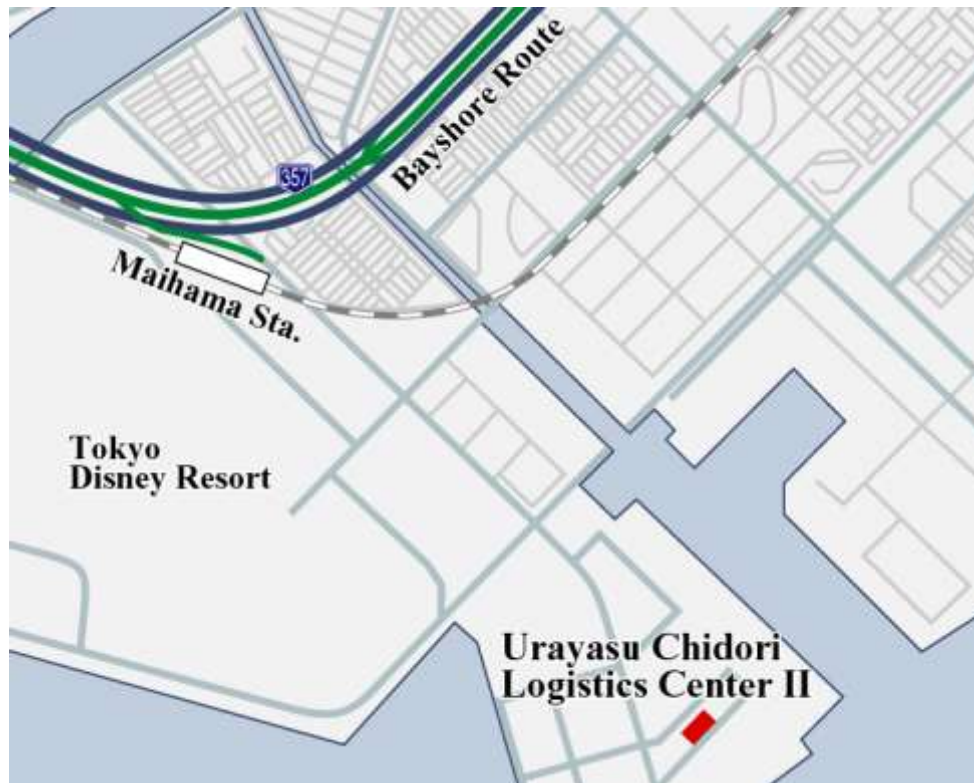 Bayshore Route
357
Maihama Sta.
Tokyo
Disney Resort
Urayasu Chidori
Logistics Center II